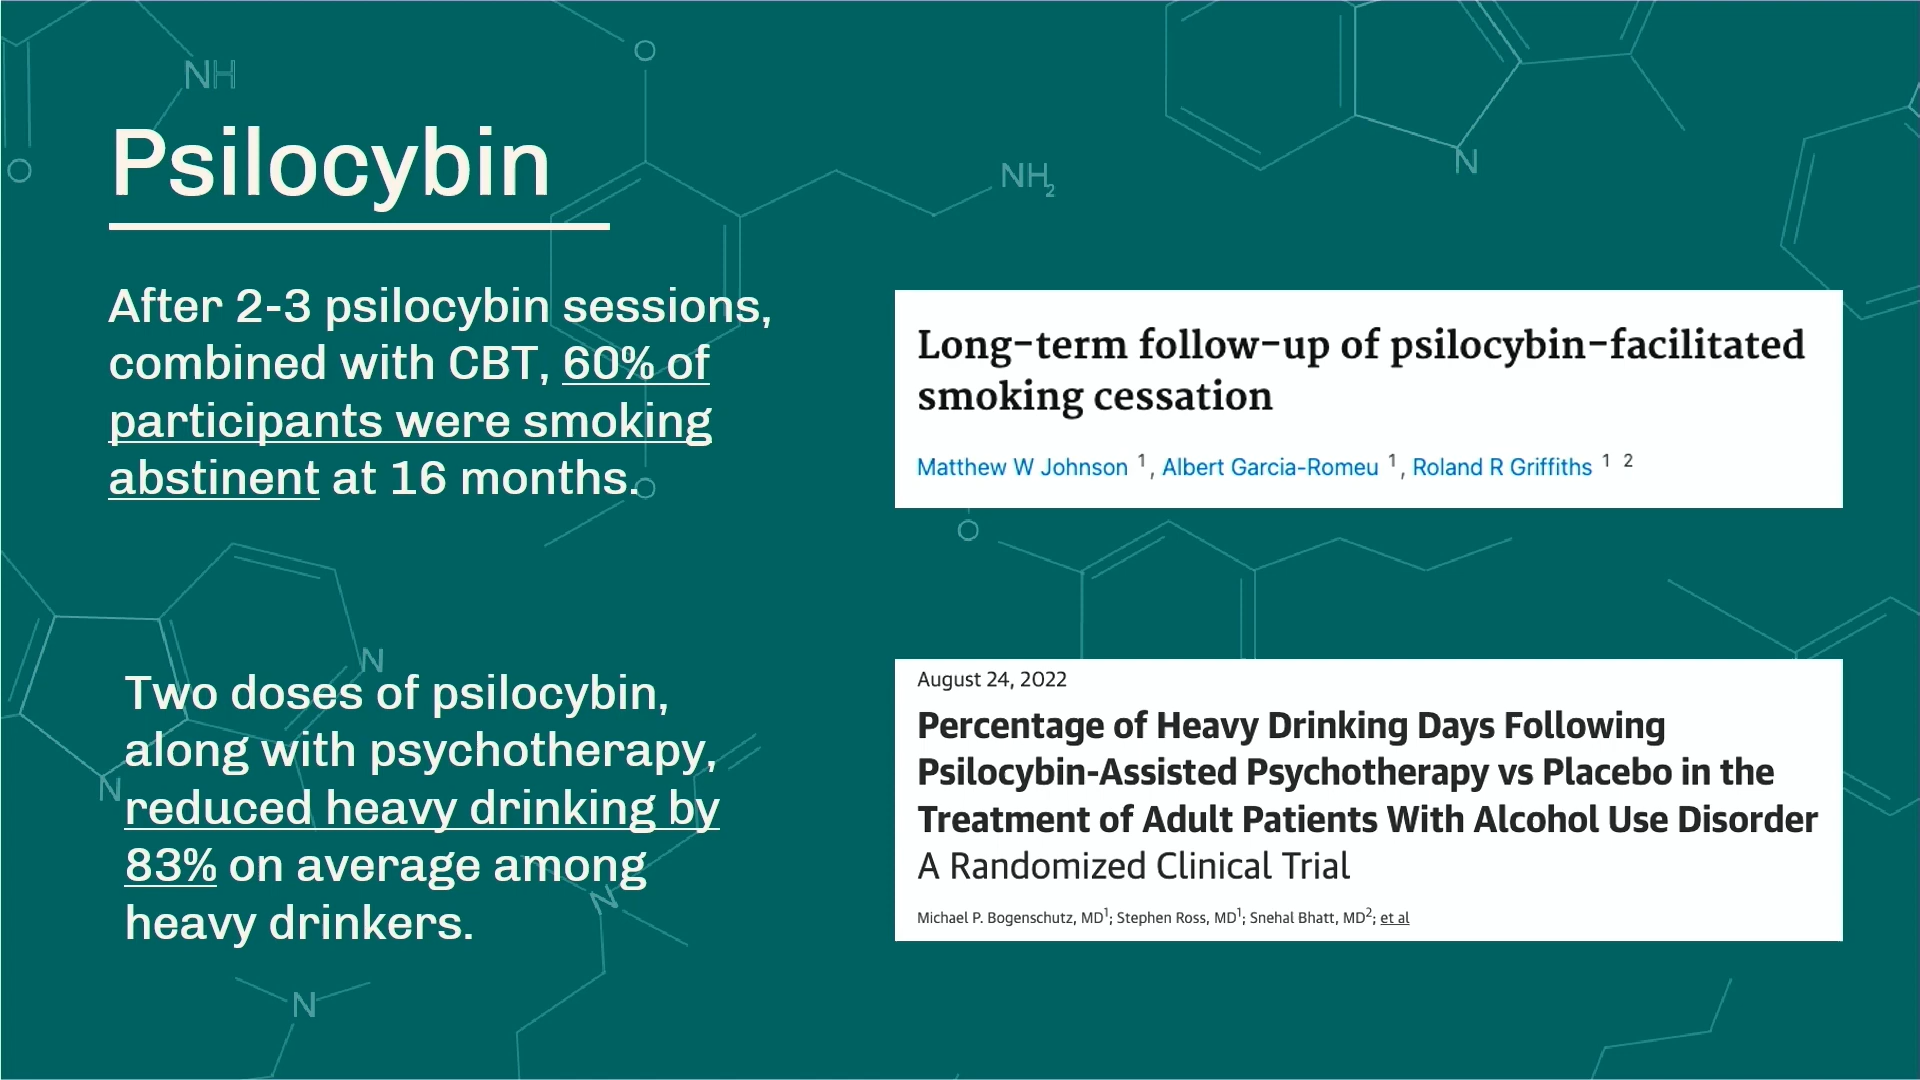 Psilocybin
After 2-3 psilocybin sessions,
combined with CBT, 60% of
participants were smoking
abstinent at 16 months.
Long-term follow-up of psilocybin-facilitated
smoking cessation
Matthew W Johnson 1, Albert Garcia-Romeu 1, Roland R Griffiths 1 2
Two doses of psilocybin,
along with psychotherapy,
reduced heavy drinking by
83% on average among
heavy drinkers.
August 24, 2022
Percentage of Heavy Drinking Days Following
Psilocybin-Assisted Psychotherapy vs Placebo in the
Treatment of Adult Patients With Alcohol Use Disorder
A Randomized Clinical Trial
Michael P. Bogenschutz, MD1; Stephen Ross, MD1; Snehal Bhatt, MD2; et al
NH
O
O
NH2
N
O
O
N
N
N
N